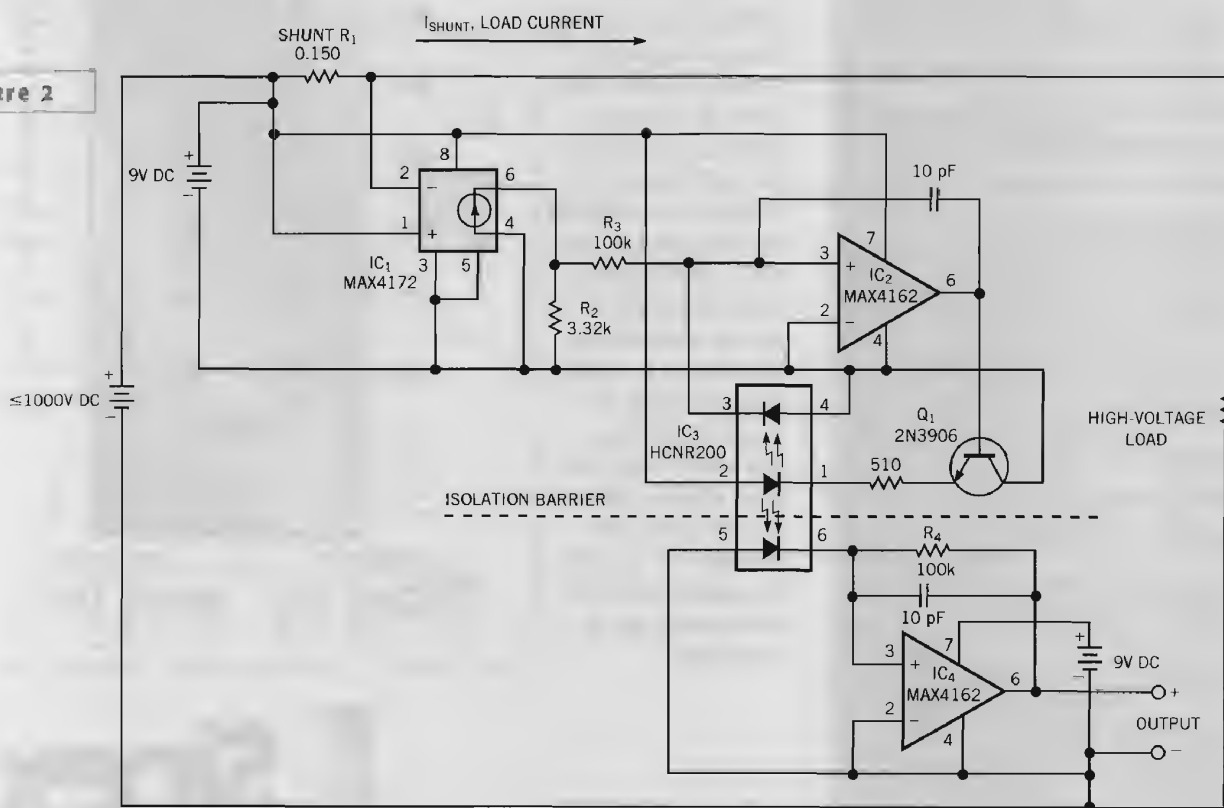 I_SHUNT, LOAD CURRENT
SHUNT R₁
0.150
tre 2
9V DC
8
2
−
6
1
+
4
3
5
IC₁
MAX4172
R₃
100k
R₂
3.32k
10 pF
7
3
+
IC₂
6
MAX4162
2
−
4
≤1000V DC
3
4
IC₃
HCNR200
2
1
510
Q₁
2N3906
HIGH-VOLTAGE
LOAD
ISOLATION BARRIER
5
6
R₄
100k
10 pF
7
3
+
IC₄
6
MAX4162
2
−
4
9V DC
+
OUTPUT
−